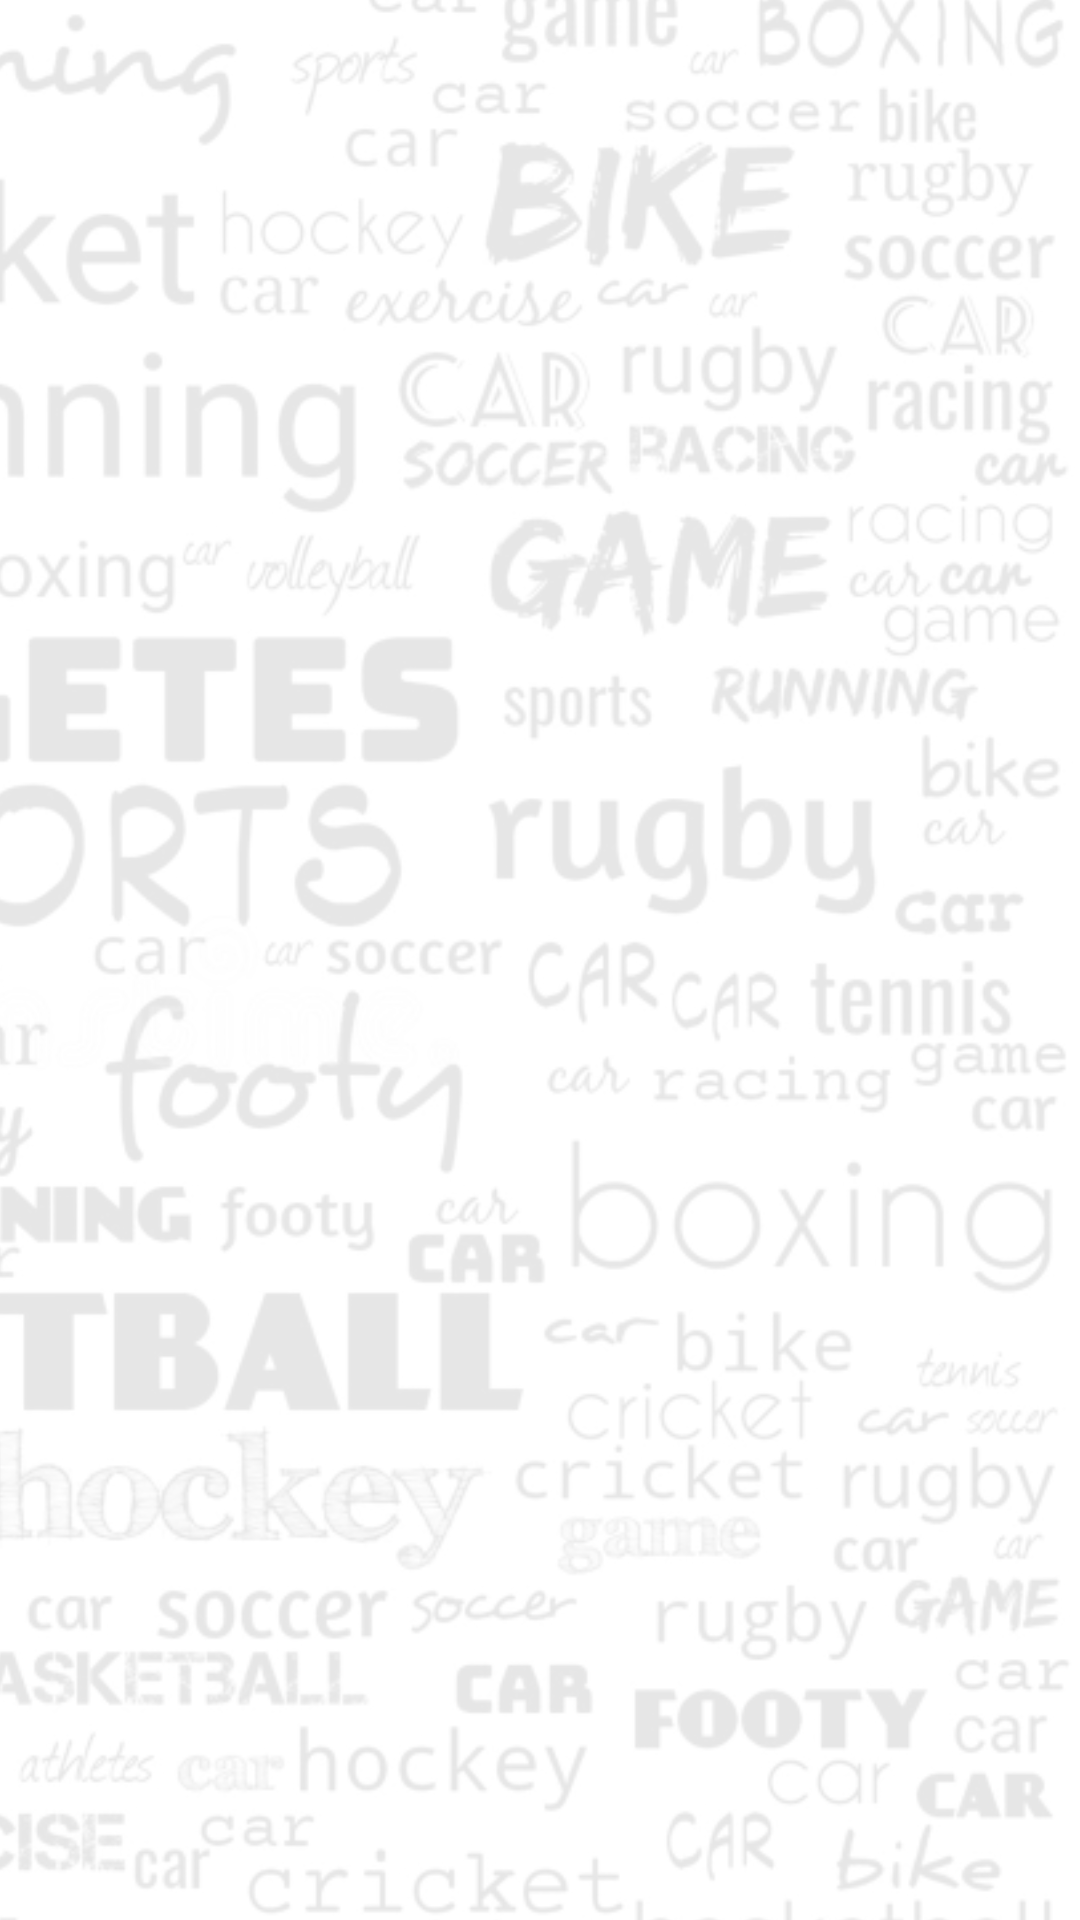 car game BOXING
ning sports car
car soccer bike
car BIKE rugby
ket hockey soccer
car exercise car car CAR
nning CAR rugby racing
SOCCER RACING car
oxing car volleyball GAME racing
car car
game
ETES sports RUNNING
bike
ORTS rugby car
car
car car soccer CAR CAR tennis
ar footy car racing game
y car
NING footy car boxing
r CAR
TBALL car bike tennis
cricket car soccer
hockey cricket rugby
game car car
car soccer soccer rugby GAME
ASKETBALL CAR FOOTY car
car
athletes car hockey car CAR
CISE car car CAR bike
cricket basketball